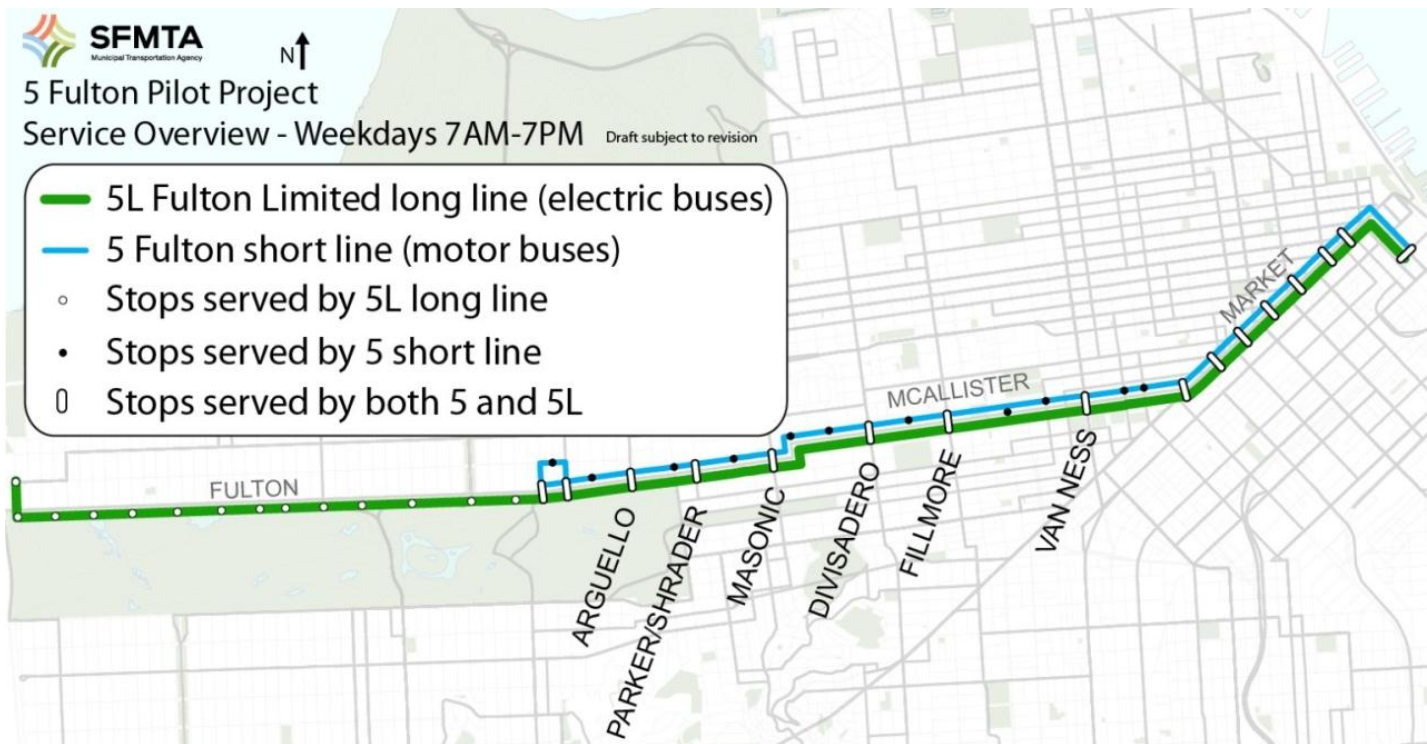 SFMTA
Municipal Transportation Agency
N
5 Fulton Pilot Project
Service Overview - Weekdays 7AM-7PM Draft subject to revision
5L Fulton Limited long line (electric buses)
5 Fulton short line (motor buses)
Stops served by 5L long line
Stops served by 5 short line
Stops served by both 5 and 5L
FULTON
MCALLISTER
MARKET
ARGUELLO
PARKER/SHRADER
MASONIC
DIVISADERO
FILLMORE
VAN NESS